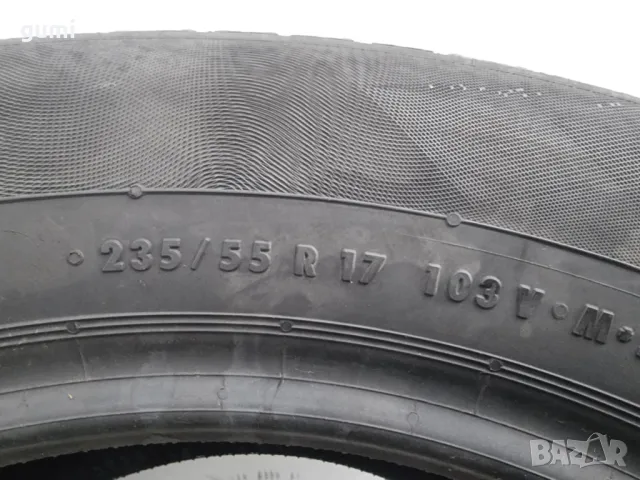 gumi
235/55 R 17 103 V • M •
BAZAR